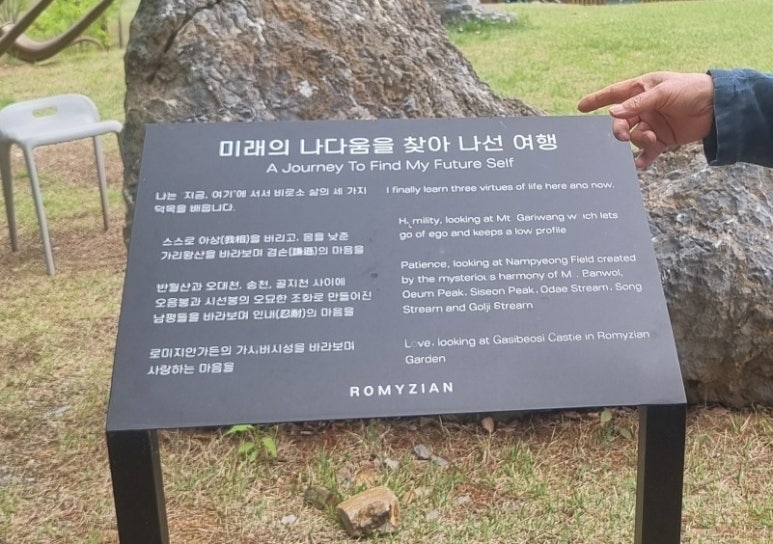 미래의 나다움을 찾아 나선 여행
A Journey To Find My Future Self
나는 "지금, 여기"에 서서 비로소 삶의 세 가지
덕목을 배웁니다.
스스로 아상(我相)을 버리고, 몸을 낮춘
가리왕산을 바라보며 겸손(謙遜)의 마음을
반월산과 오대천, 송천, 골지천 사이에
오음봉과 시선봉의 오묘한 조화로 만들어진
남평들을 바라보며 인내(忍耐)의 마음을
로미지안가든의 가시버시성을 바라보며
사랑하는 마음을
I finally learn three virtues of life here and now.
Humility, looking at Mt. Gariwang which lets
go of ego and keeps a low profile
Patience, looking at Nampyeong Field created
by the mysterious harmony of M. Banwol,
Oeum Peak, Siseon Peak, Odae Stream, Song
Stream and Golji Stream
Love, looking at Gasibeosi Castle in Romyzian
Garden
ROMYZIAN